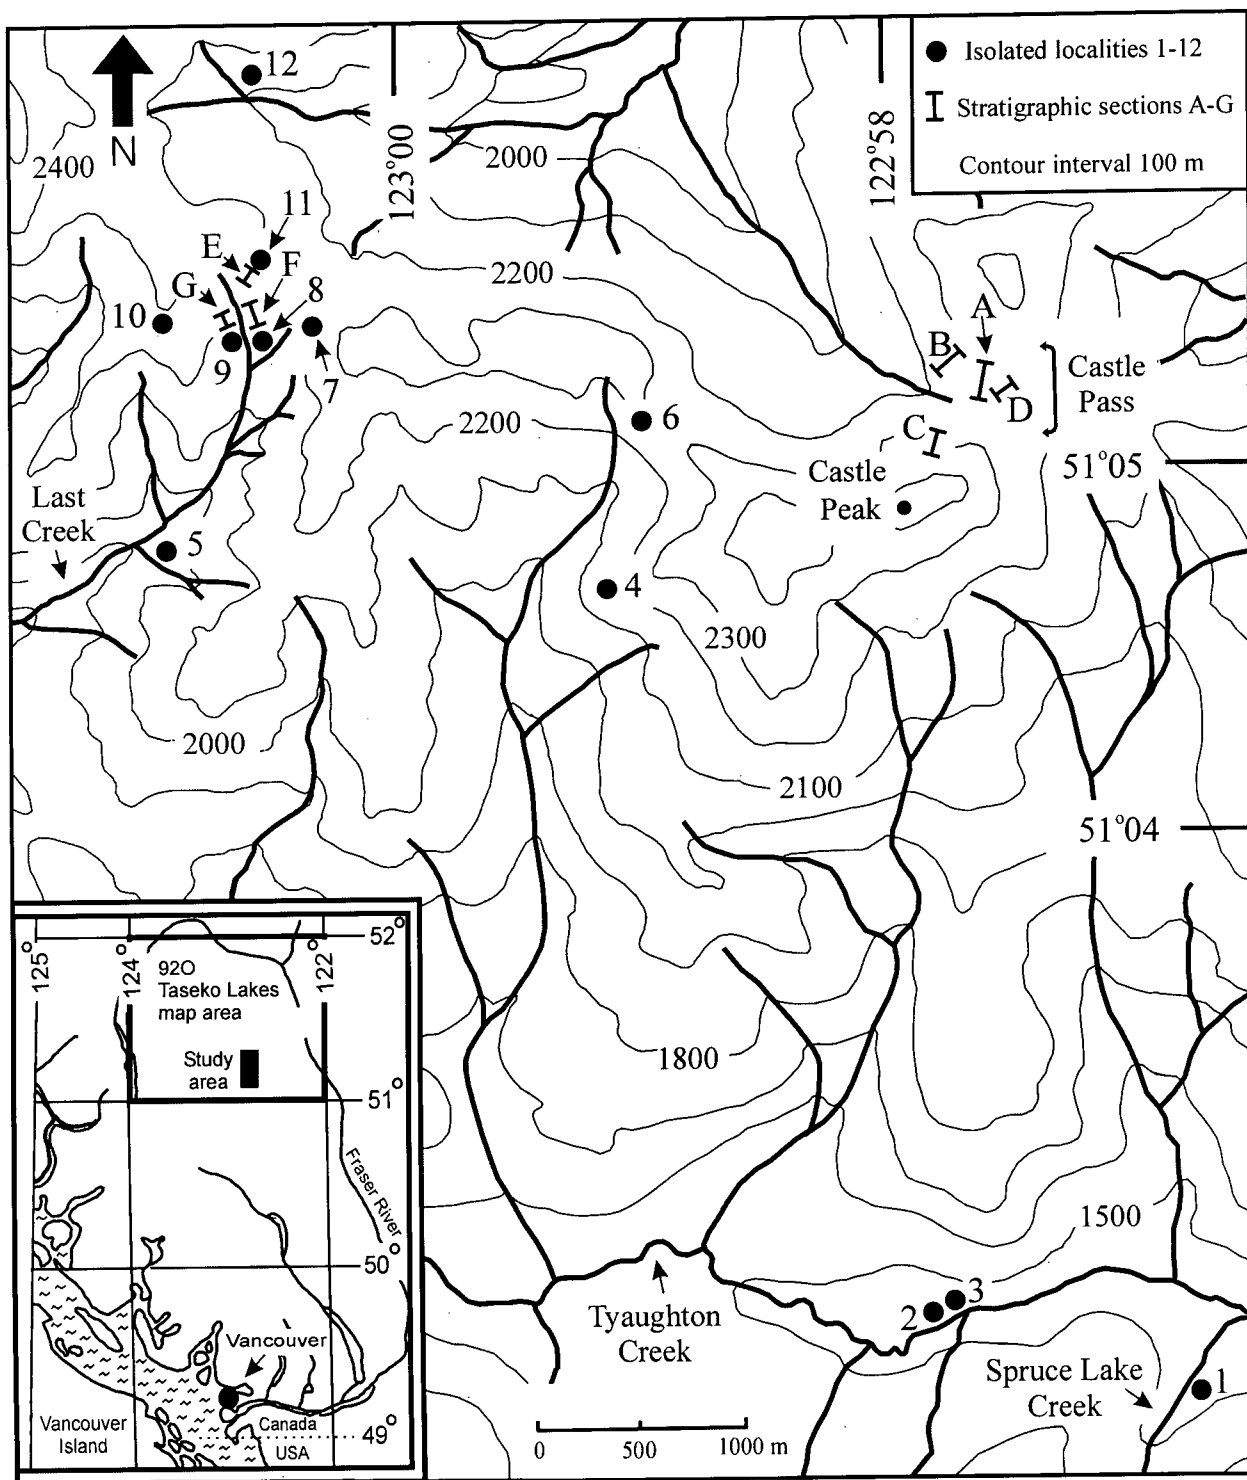 Isolated localities 1-12
Stratigraphic sections A-G
Contour interval 100 m
N
12
2400
123°00
2000
122°58
11
E
F
G
8
10
9
7
2200
A
B
Castle
Pass
D
C
2200
6
Castle
Peak
51°05
Last
Creek
5
4
2300
2000
2100
51°04
1800
1500
Tyaughton
Creek
2
3
Spruce Lake
Creek
1
0
500
1000 m
125°
124°
122°
52°
92O
Taseko Lakes
map area
Study
area
51°
Fraser River
50°
Vancouver
Vancouver
Island
Canada
USA
49°